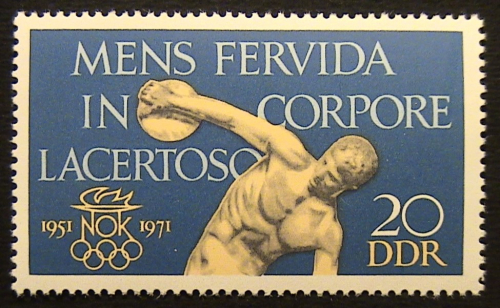 MENS FERVIDA
IN CORPORE
LACERTOSO
1951 NOK 1971
20
DDR